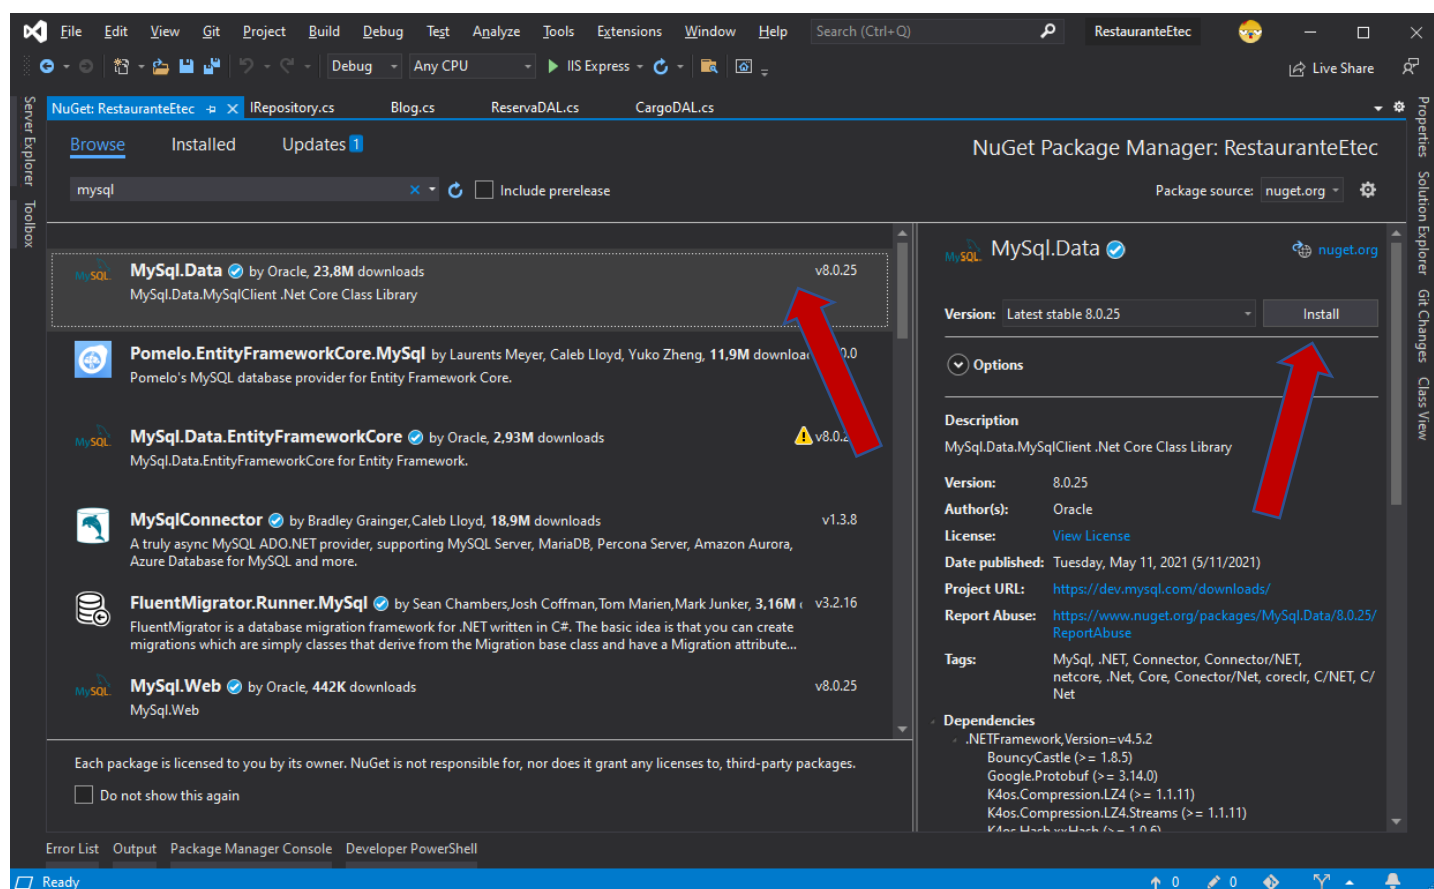 File Edit View Git Project Build Debug Test Analyze Tools Extensions Window Help Search (Ctrl+Q) RestauranteEtec
Debug Any CPU IIS Express Live Share
Server Explorer
Toolbox
NuGet: RestauranteEtec IRepository.cs Blog.cs ReservaDAL.cs CargoDAL.cs
Browse Installed Updates 1
NuGet Package Manager: RestauranteEtec
mysql Include prerelease
Package source: nuget.org
MySql.Data by Oracle, 23,8M downloads v8.0.25
MySql.Data.MySqlClient .Net Core Class Library
Pomelo.EntityFrameworkCore.MySql by Laurents Meyer, Caleb Lloyd, Yuko Zheng, 11,9M
Pomelo's MySQL database provider for Entity Framework Core.
MySql.Data.EntityFrameworkCore by Oracle, 2,93M downloads
MySql.Data.EntityFrameworkCore for Entity Framework.
MySqlConnector by Bradley Grainger,Caleb Lloyd, 18,9M downloads v1.3.8
A truly async MySQL ADO.NET provider, supporting MySQL Server, MariaDB, Percona Server, Amazon Aurora,
Azure Database for MySQL and more.
FluentMigrator.Runner.MySql by Sean Chambers,Josh Coffman,Tom Marien,Mark Junker, 3,16M v3.2.16
FluentMigrator is a database migration framework for .NET written in C#. The basic idea is that you can create
migrations which are simply classes that derive from the Migration base class and have a Migration attribute...
MySql.Web by Oracle, 442K downloads v8.0.25
MySql.Web
Each package is licensed to you by its owner. NuGet is not responsible for, nor does it grant any licenses to, third-party packages.
Do not show this again
MySQL. MySql.Data nuget.org
Version: Latest stable 8.0.25 Install
Options
Description
MySql.Data.MySqlClient .Net Core Class Library
Version: 8.0.25
Author(s): Oracle
License: View License
Date published: Tuesday, May 11, 2021 (5/11/2021)
Project URL: https://dev.mysql.com/downloads/
Report Abuse: https://www.nuget.org/packages/MySql.Data/8.0.25/
ReportAbuse
Tags: MySql, .NET, Connector, Connector/NET,
netcore, .Net, Core, Conector/Net, coreclr, C/NET, C/
Net
Dependencies
.NETFramework,Version=v4.5.2
BouncyCastle (>= 1.8.5)
Google.Protobuf (>= 3.14.0)
K4os.Compression.LZ4 (>= 1.1.11)
K4os.Compression.LZ4.Streams (>= 1.1.11)
K4os.Hash.xxHash (>= 1.0.6)
Properties
Solution Explorer
Git Changes
Class View
Error List Output Package Manager Console Developer PowerShell
Ready 0 0